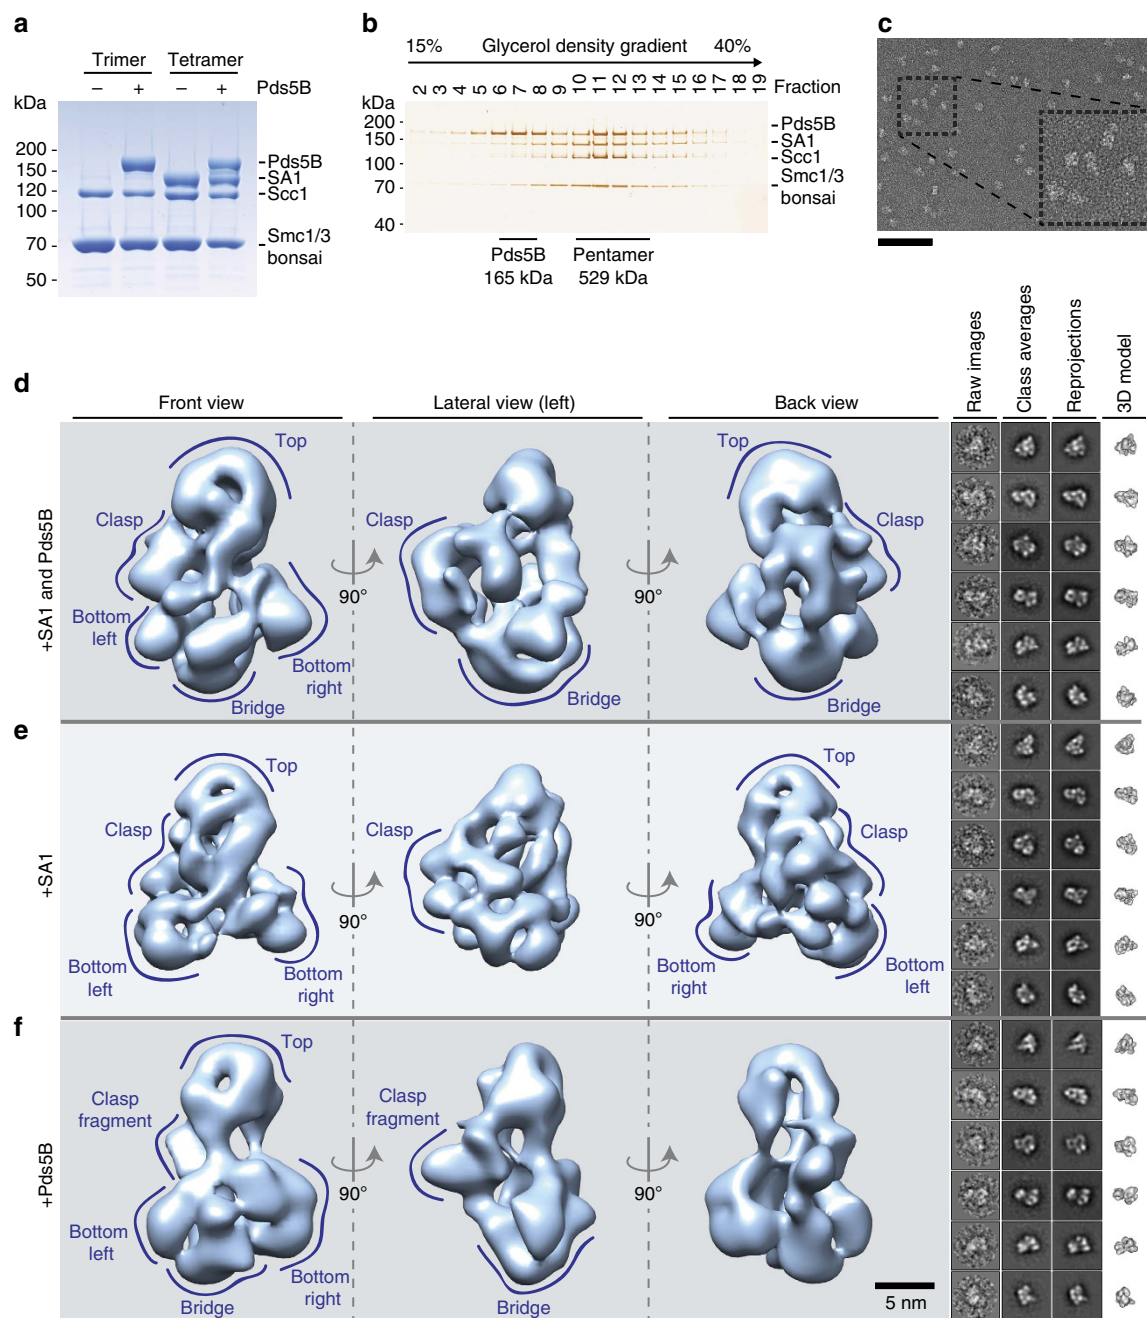 a
Trimer Tetramer
– + – + Pds5B
kDa
200
150
120
100
70
50
Pds5B
SA1
Scc1
Smc1/3
bonsai
b
15% Glycerol density gradient 40%
2 3 4 5 6 7 8 9 10 11 12 13 14 15 16 17 18 19 Fraction
kDa
200
150
100
70
40
Pds5B
SA1
Scc1
Smc1/3
bonsai
Pds5B Pentamer
165 kDa 529 kDa
c
Raw images
Class averages
Reprojections
3D model
d
Front view Lateral view (left) Back view
+SA1 and Pds5B
Top
Clasp
Bottom
left
Bottom
right
Bridge
90°
Clasp
Bridge
90°
Top
Clasp
Bridge
e
+SA1
Top
Clasp
Bottom
left
Bottom
right
90°
Clasp
90°
Top
Clasp
Bottom
right
Bottom
left
f
+Pds5B
Top
Clasp
fragment
Bottom
left
Bridge
Bottom
right
90°
Clasp
fragment
Bridge
90°
5 nm